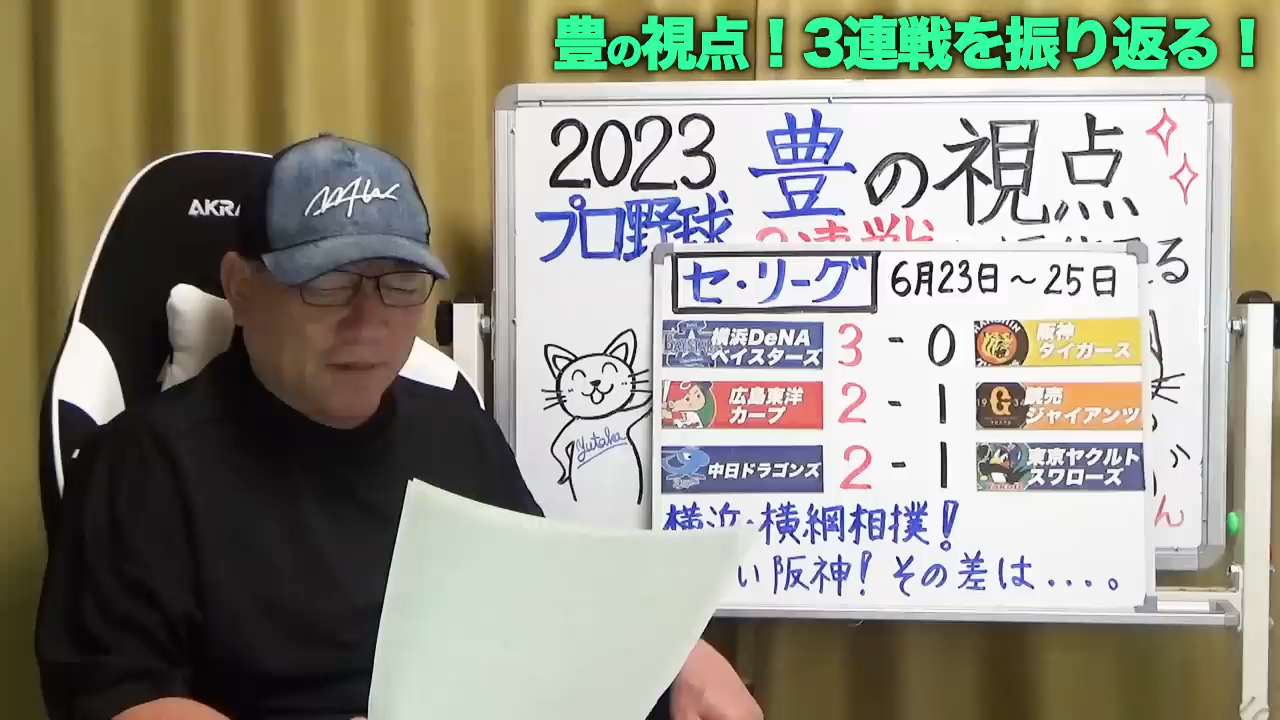 豊の視点！3連戦を振り返る！
2023 豊の視点
プロ野球 3連戦
る
AKRA
セ・リーグ 6月23日～25日
横浜DeNAベイスターズ 3 - 0 阪神タイガース
広島東洋カープ 2 - 1 読売ジャイアンツ
中日ドラゴンズ 2 - 1 東京ヤクルトスワローズ
yutaka
横浜・横綱相撲！
い阪神！その差は‥‥。
ん